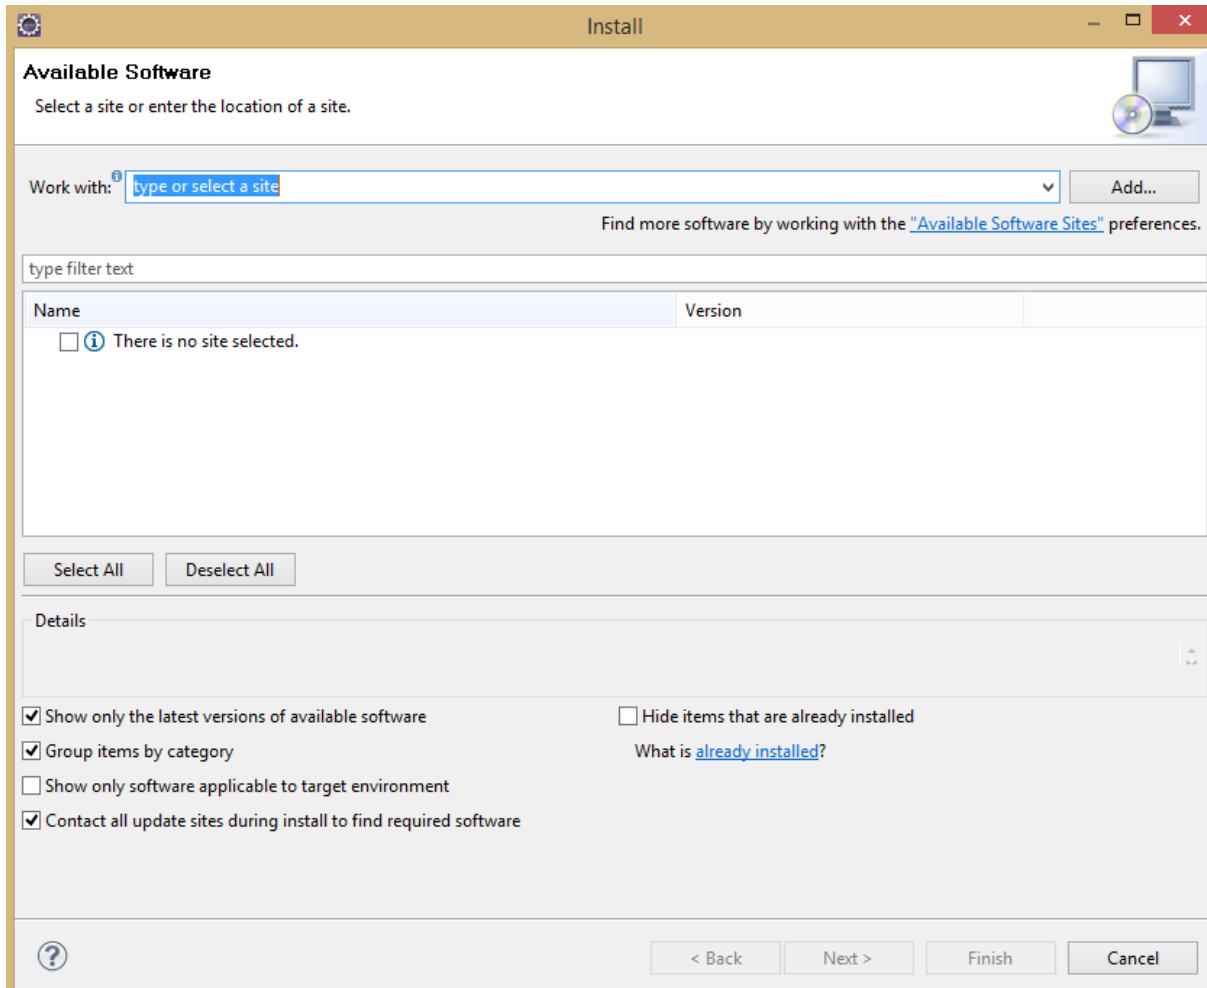 Install
Available Software
Select a site or enter the location of a site.
Work with: type or select a site
Add...
Find more software by working with the "Available Software Sites" preferences.
type filter text
Name Version
There is no site selected.
Select All Deselect All
Details
Show only the latest versions of available software
Hide items that are already installed
Group items by category
What is already installed?
Show only software applicable to target environment
Contact all update sites during install to find required software
< Back Next > Finish Cancel